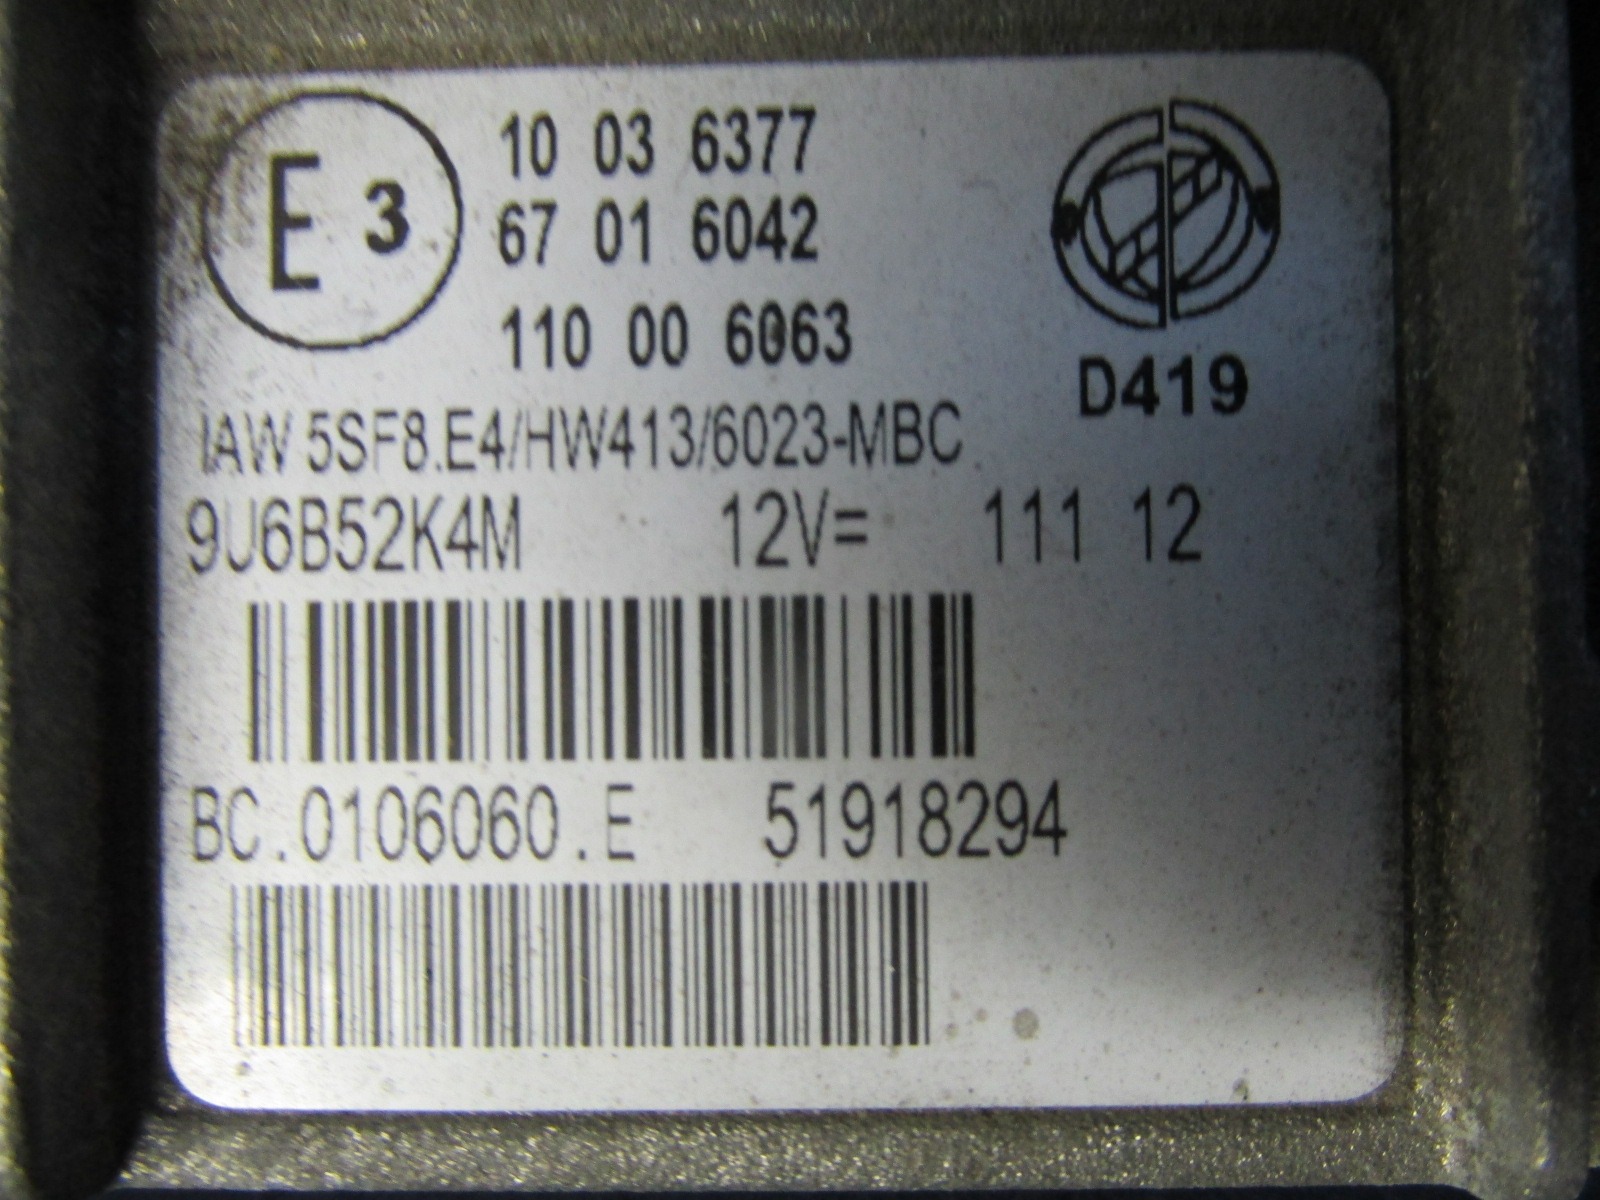 E 3
10 03 6377
67 01 6042
110 00 6063
D419
IAW 5SF8.E4/HW413/6023-MBC
9U6B52K4M 12V= 111 12
BC.0106060.E 51918294